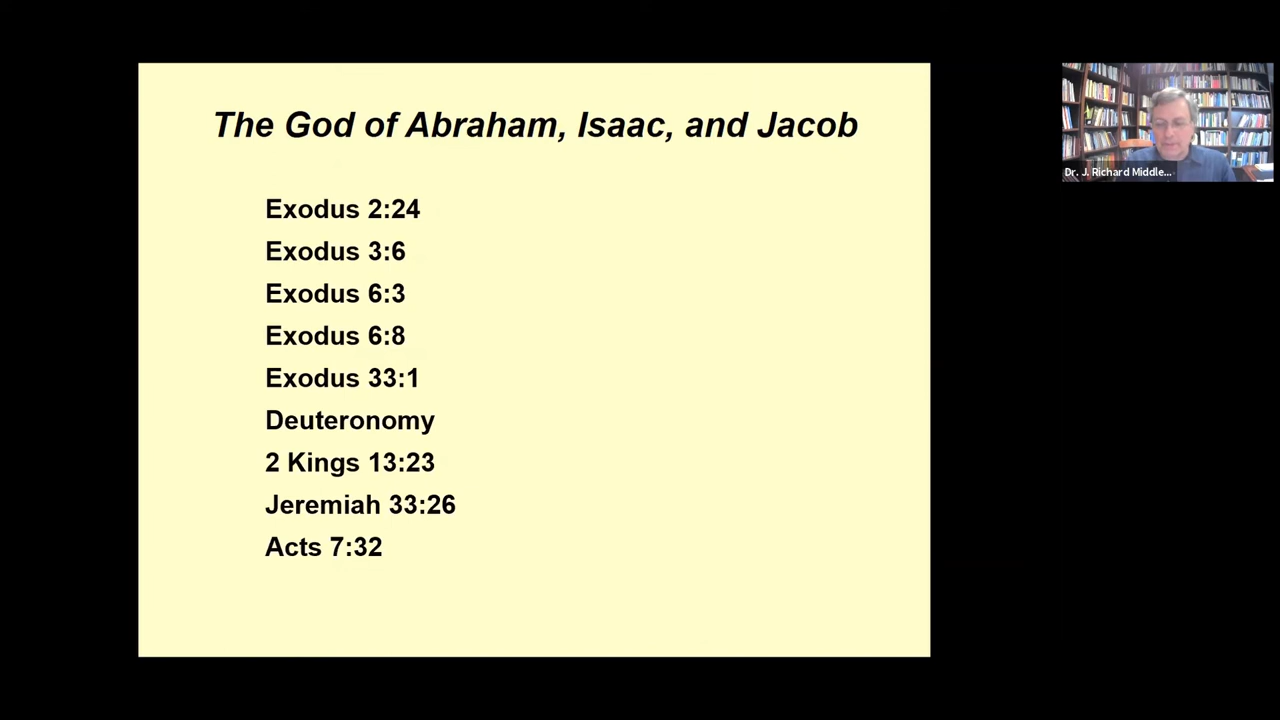 The God of Abraham, Isaac, and Jacob
Exodus 2:24
Exodus 3:6
Exodus 6:3
Exodus 6:8
Exodus 33:1
Deuteronomy
2 Kings 13:23
Jeremiah 33:26
Acts 7:32
Dr. J. Richard Middle...